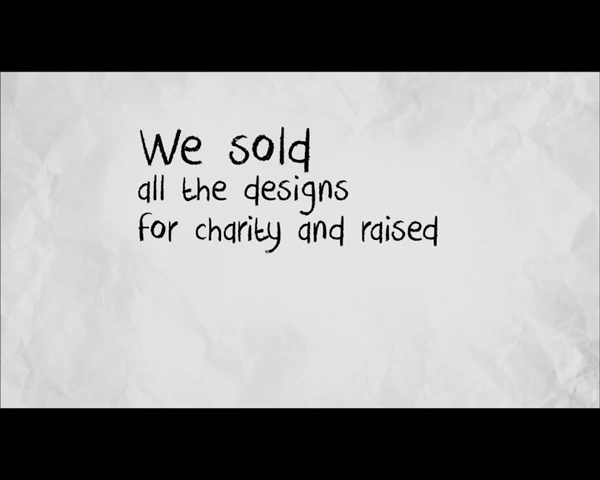 We sold
all the designs
for charity and raised